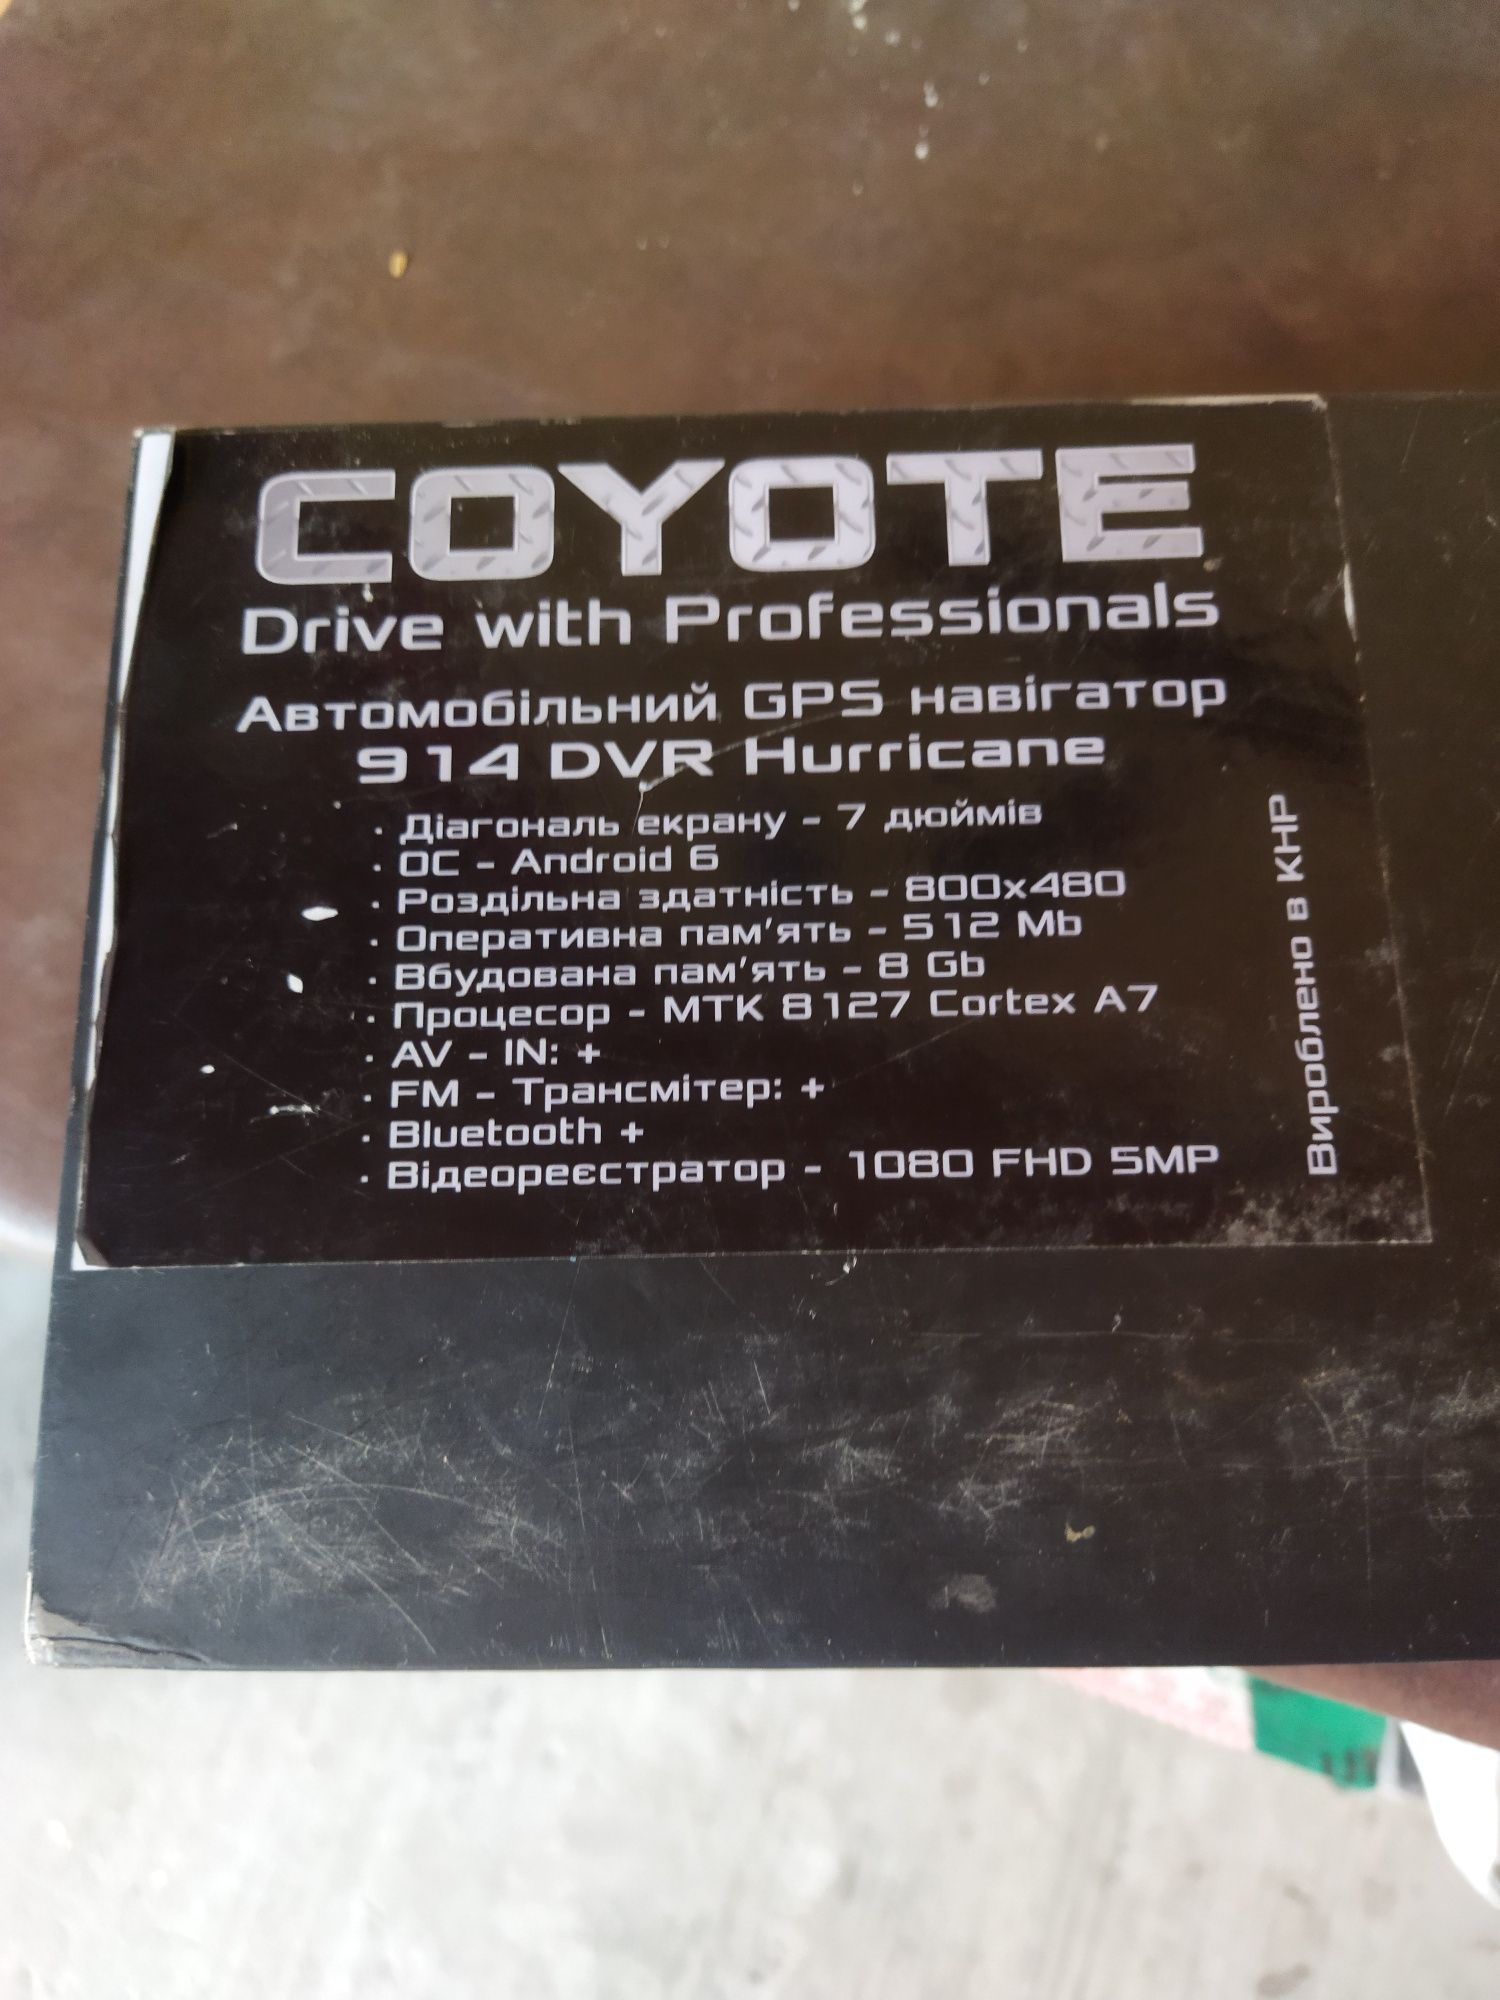 COYOTE
Drive with Professionals
Автомобільний GPS навігатор
914 DVR Hurricane
· Діагональ екрану - 7 дюймів
· ОС - Android 6
· Роздільна здатність - 800x480
· Оперативна пам'ять - 512 Mb
· Вбудована пам'ять - 8 Gb
· Процесор - MTK 8127 Cortex A7
· AV - IN: +
· FM - Трансмітер: +
· Bluetooth +
· Відеореєстратор - 1080 FHD 5MP
Вироблено в КНР